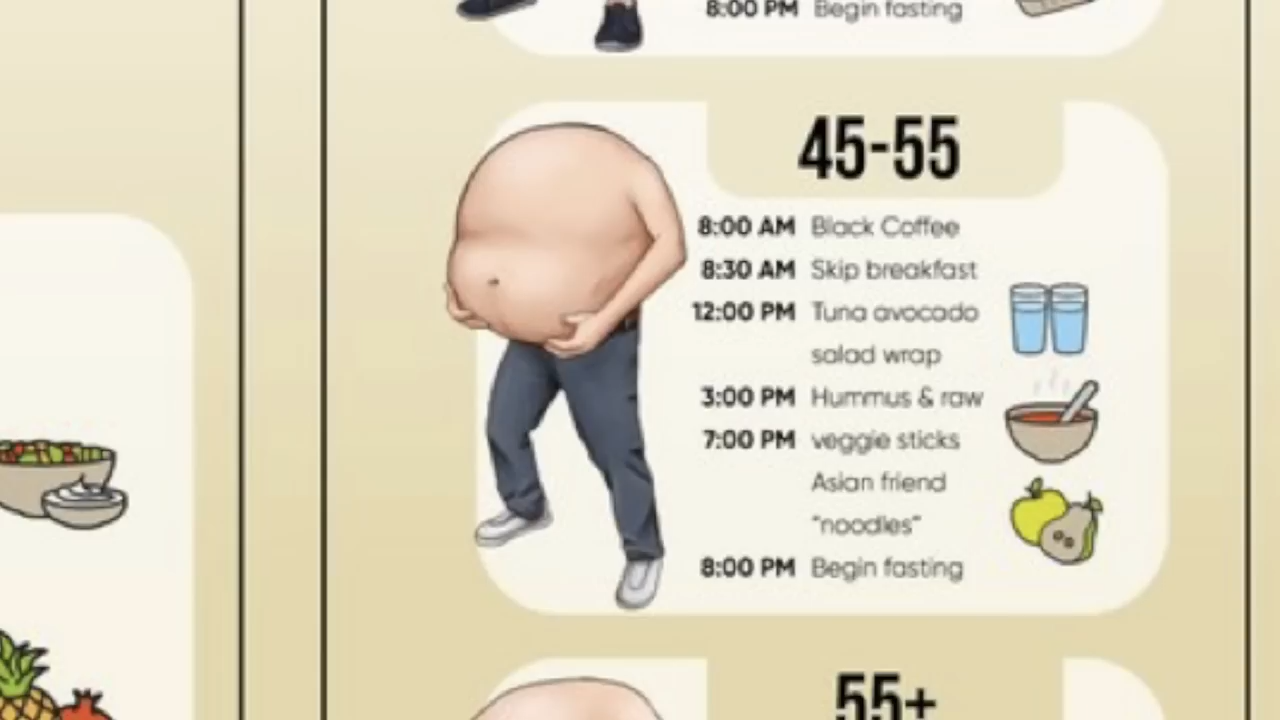 8:00 PM Begin fasting
45-55
8:00 AM Black Coffee
8:30 AM Skip breakfast
12:00 PM Tuna avocado
salad wrap
3:00 PM Hummus & raw
7:00 PM veggie sticks
Asian friend
"noodles"
8:00 PM Begin fasting
55+